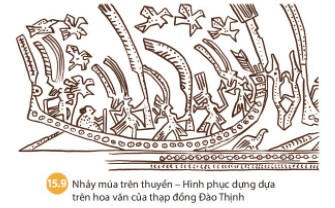 15.9 Nhảy múa trên thuyền – Hình phục dựng dựa
trên hoa văn của thạp đồng Đào Thịnh